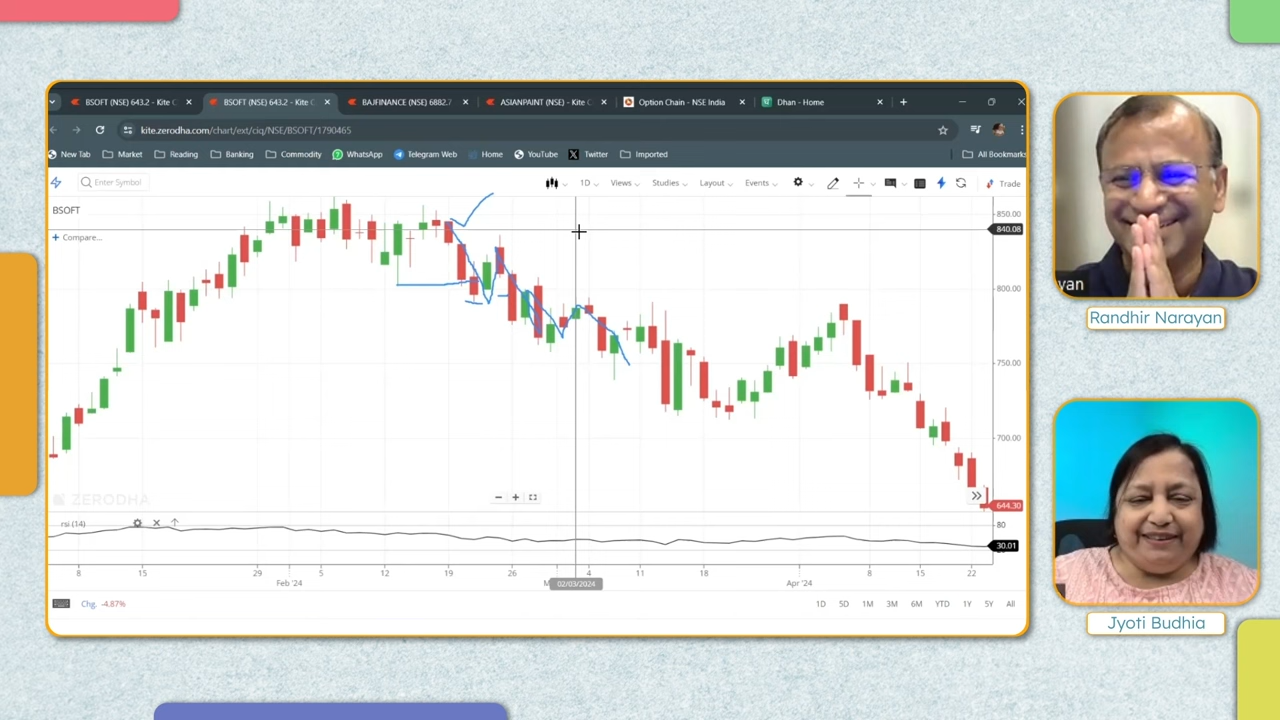 BSOFT (NSE) 643.2 - Kite C
BSOFT (NSE) 643.2 - Kite C
BAJFINANCE (NSE) 6882.7
ASIANPAINT (NSE) - Kite C
Option Chain - NSE India
Dhan - Home
kite.zerodha.com/chart/ext/ciq/NSE/BSOFT/1790465
New Tab Market Reading Banking Commodity WhatsApp Telegram Web Home YouTube Twitter Imported All Bookmarks
Enter Symbol 1D Views Studies Layout Events Trade
BSOFT
Compare...
850.00
840.08
800.00
750.00
700.00
644.30
ZERODHA
rsi (14)
80
30.01
8 15 29 5 12 19 26 4 11 18 8 15 22
Feb '24 Apr '24
02/03/2024
Chg. -4.87%
1D 5D 1M 3M 6M YTD 1Y 5Y All
yan
Randhir Narayan
Jyoti Budhia